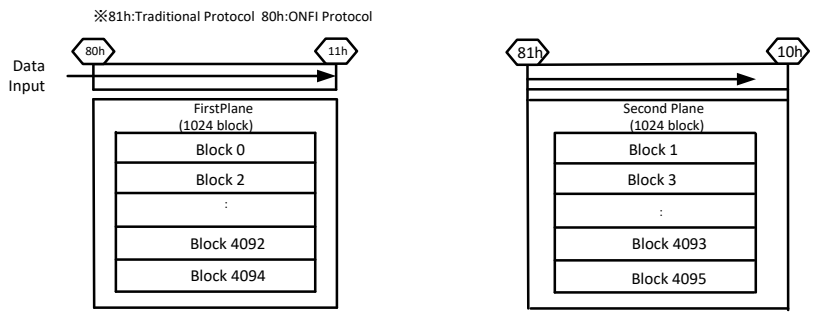 ※81h:Traditional Protocol 80h:ONFI Protocol
80h
11h
81h
10h
Data
Input
FirstPlane
(1024 block)
Block 0
Block 2
:
Block 4092
Block 4094
Second Plane
(1024 block)
Block 1
Block 3
:
Block 4093
Block 4095